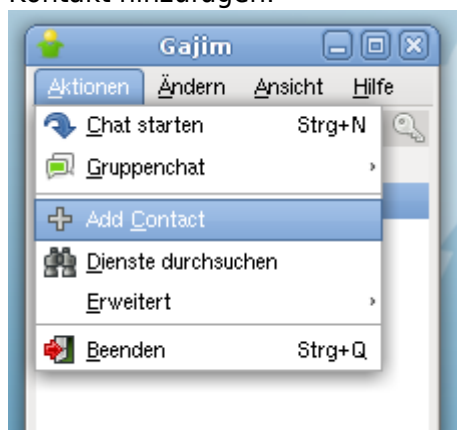 Kontakt hinzufügen.
Gajim
Aktionen Ändern Ansicht Hilfe
Chat starten Strg+N
Gruppenchat
Add Contact
Dienste durchsuchen
Erweitert
Beenden Strg+Q